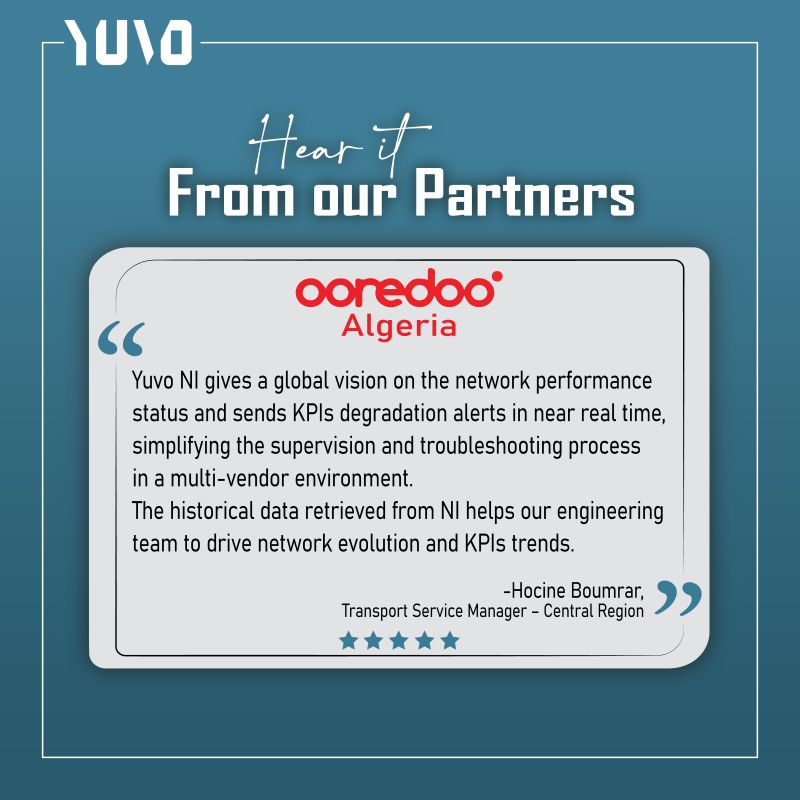 YUVO
Hear it
From our Partners
ooredoo
Algeria
“
Yuvo NI gives a global vision on the network performance
status and sends KPIs degradation alerts in near real time,
simplifying the supervision and troubleshooting process
in a multi-vendor environment.
The historical data retrieved from NI helps our engineering
team to drive network evolution and KPIs trends.
-Hocine Boumrar,
Transport Service Manager – Central Region
”